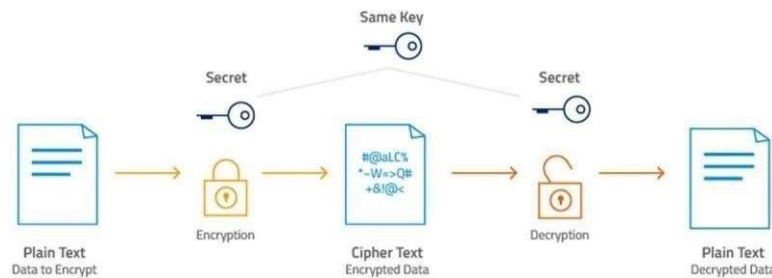 Same Key
Secret
Secret
#@aLC%
*~W=>Q#
+&!@<
Encryption
Decryption
Plain Text
Data to Encrypt
Cipher Text
Encrypted Data
Plain Text
Decrypted Data